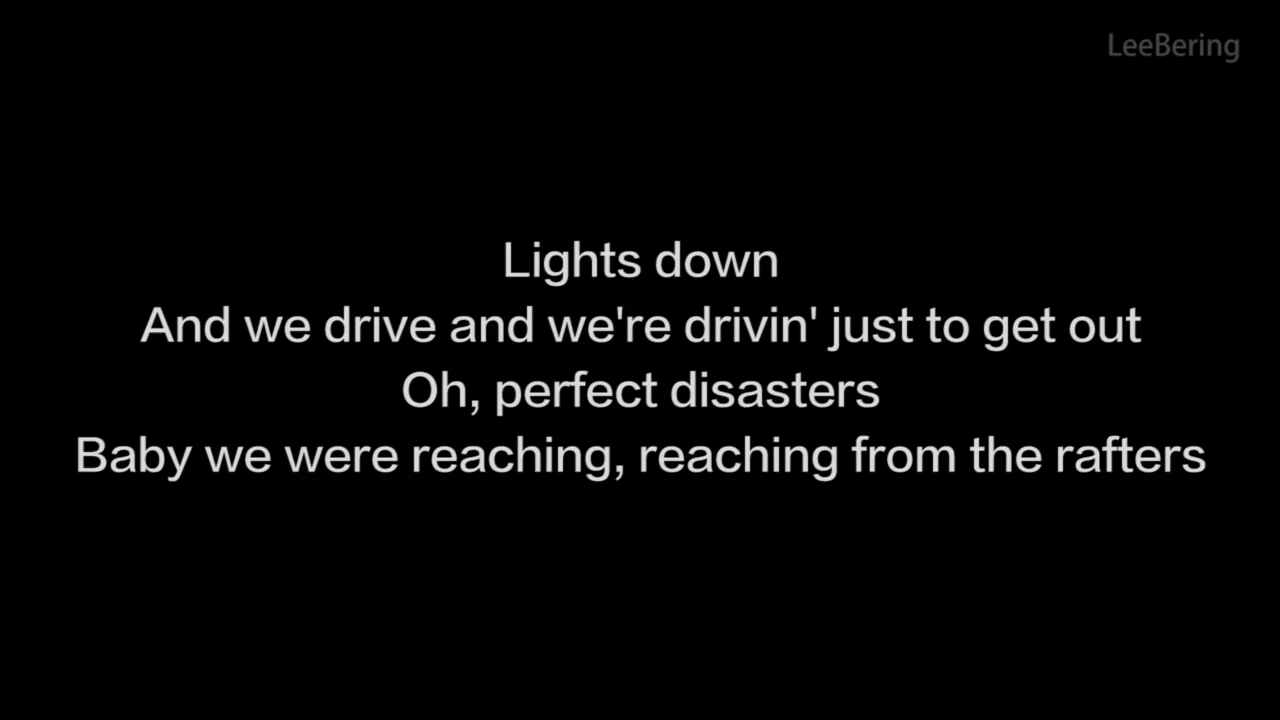 LeeBering
Lights down
And we drive and we're drivin' just to get out
Oh, perfect disasters
Baby we were reaching, reaching from the rafters